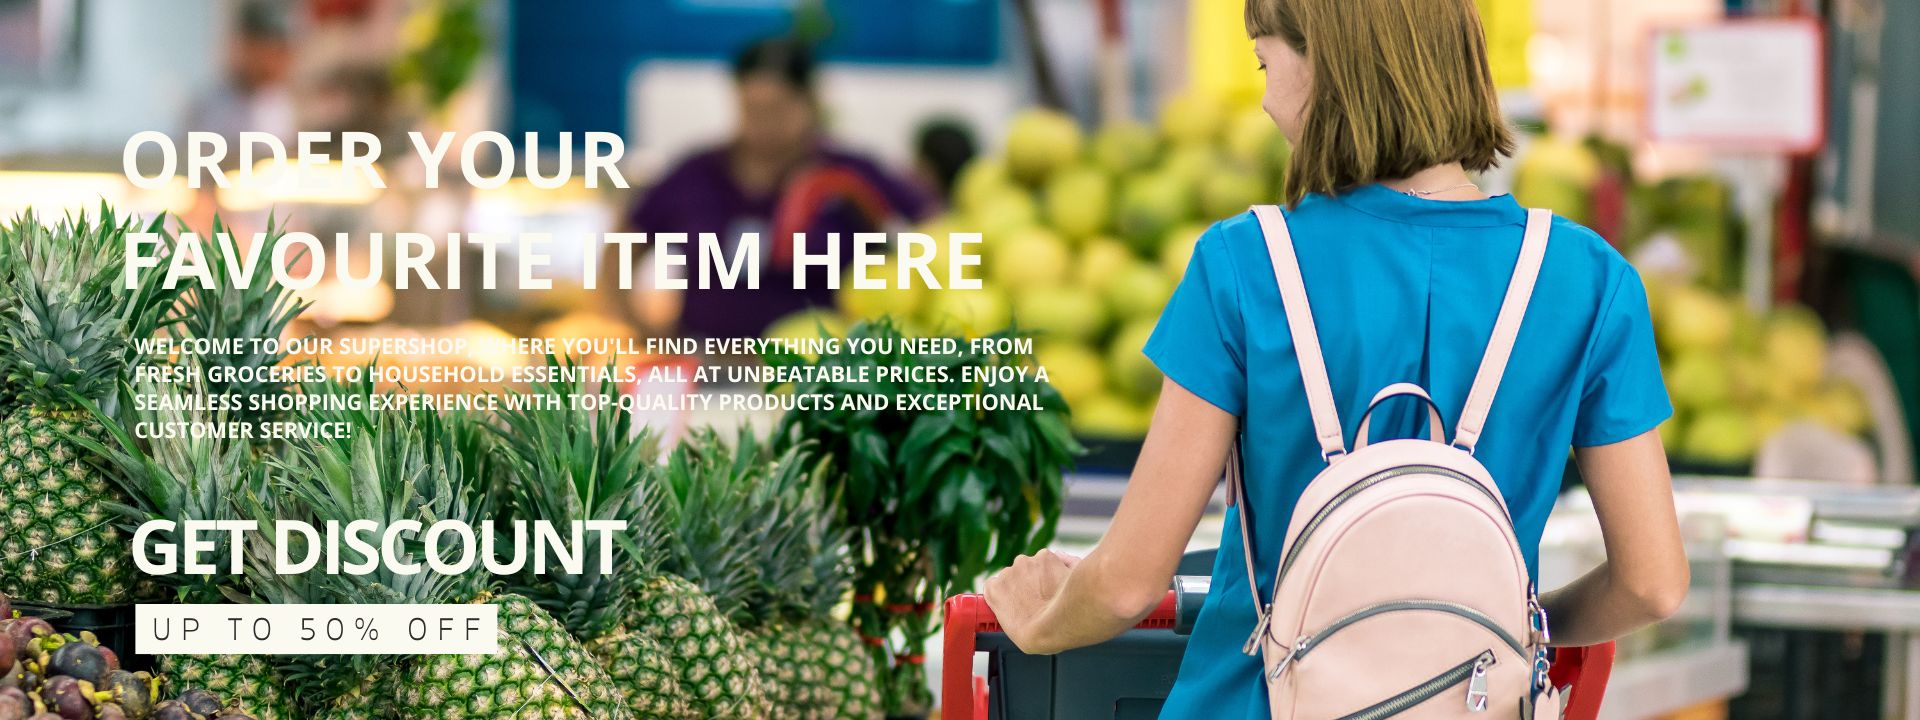 ORDER YOUR
FAVOURITE ITEM HERE
WELCOME TO OUR SUPERSHOP, WHERE YOU'LL FIND EVERYTHING YOU NEED, FROM
FRESH GROCERIES TO HOUSEHOLD ESSENTIALS, ALL AT UNBEATABLE PRICES. ENJOY A
SEAMLESS SHOPPING EXPERIENCE WITH TOP-QUALITY PRODUCTS AND EXCEPTIONAL
CUSTOMER SERVICE!
GET DISCOUNT
UP TO 50% OFF